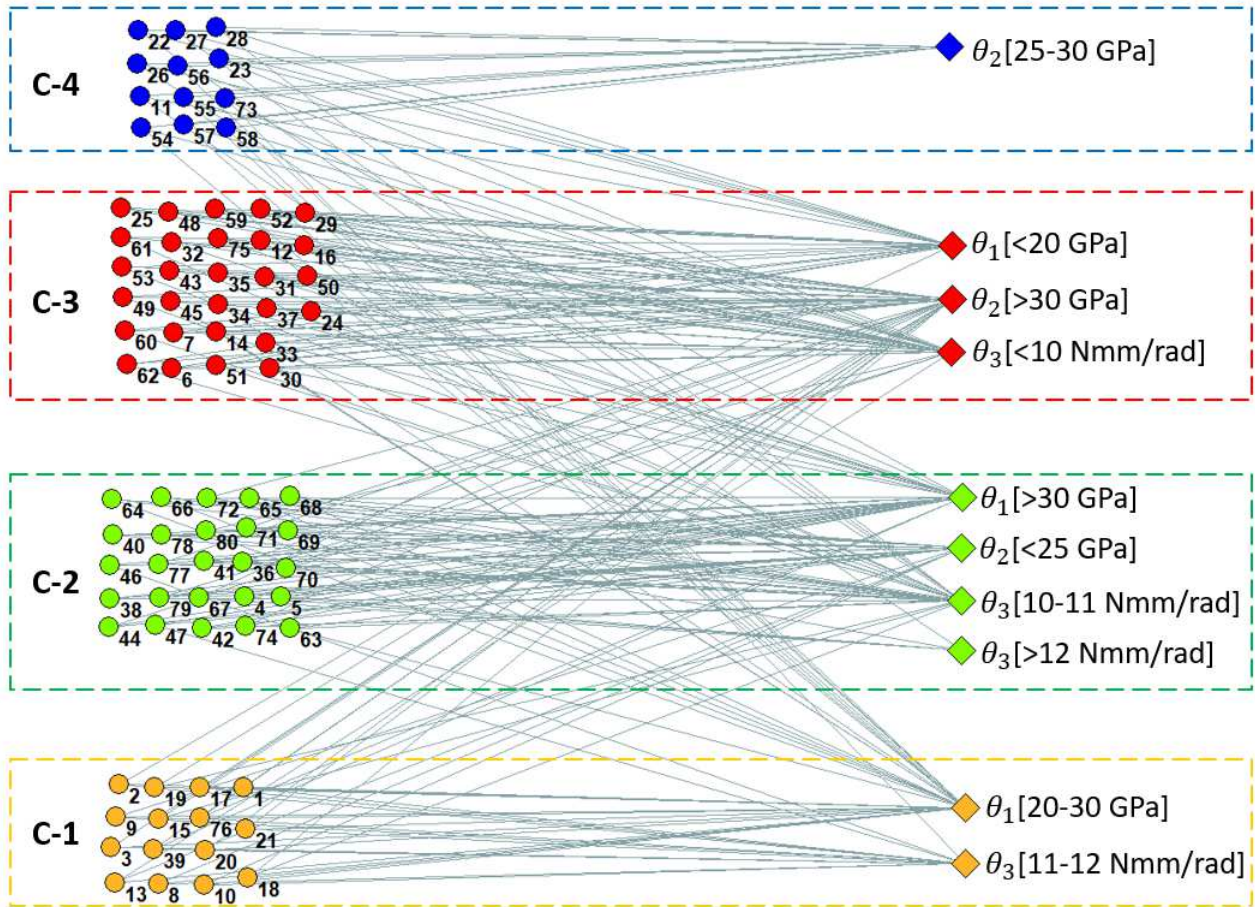 22 27 28
26 56 23
C-4
θ₂[25-30 GPa]
11 55 73
54 57 58
25 48 59 52 29
61 32 75 12 16
53 43 35 31 50
C-3
49 45 34 37 24
60 7 14 33
62 6 51 30
θ₁[<20 GPa]
θ₂[>30 GPa]
θ₃[<10 Nmm/rad]
64 66 72 65 68
40 78 80 71 69
46 77 41 36 70
C-2
38 79 67 4 5
44 47 42 74 63
θ₁[>30 GPa]
θ₂[<25 GPa]
θ₃[10-11 Nmm/rad]
θ₃[>12 Nmm/rad]
2 19 17 1
9 15 76 21
C-1
3 39 20
13 8 10 18
θ₁[20-30 GPa]
θ₃[11-12 Nmm/rad]